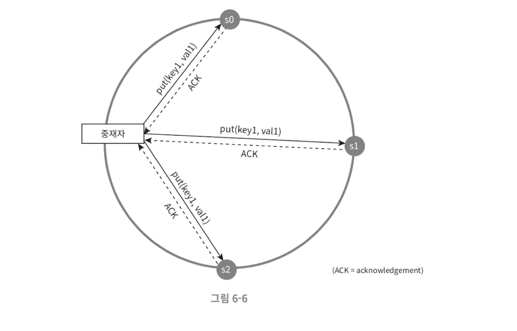 s0
put(key1, val1)
ACK
중재자
put(key1, val1)
s1
ACK
put(key1, val1)
ACK
s2
(ACK = acknowledgement)
그림 6-6